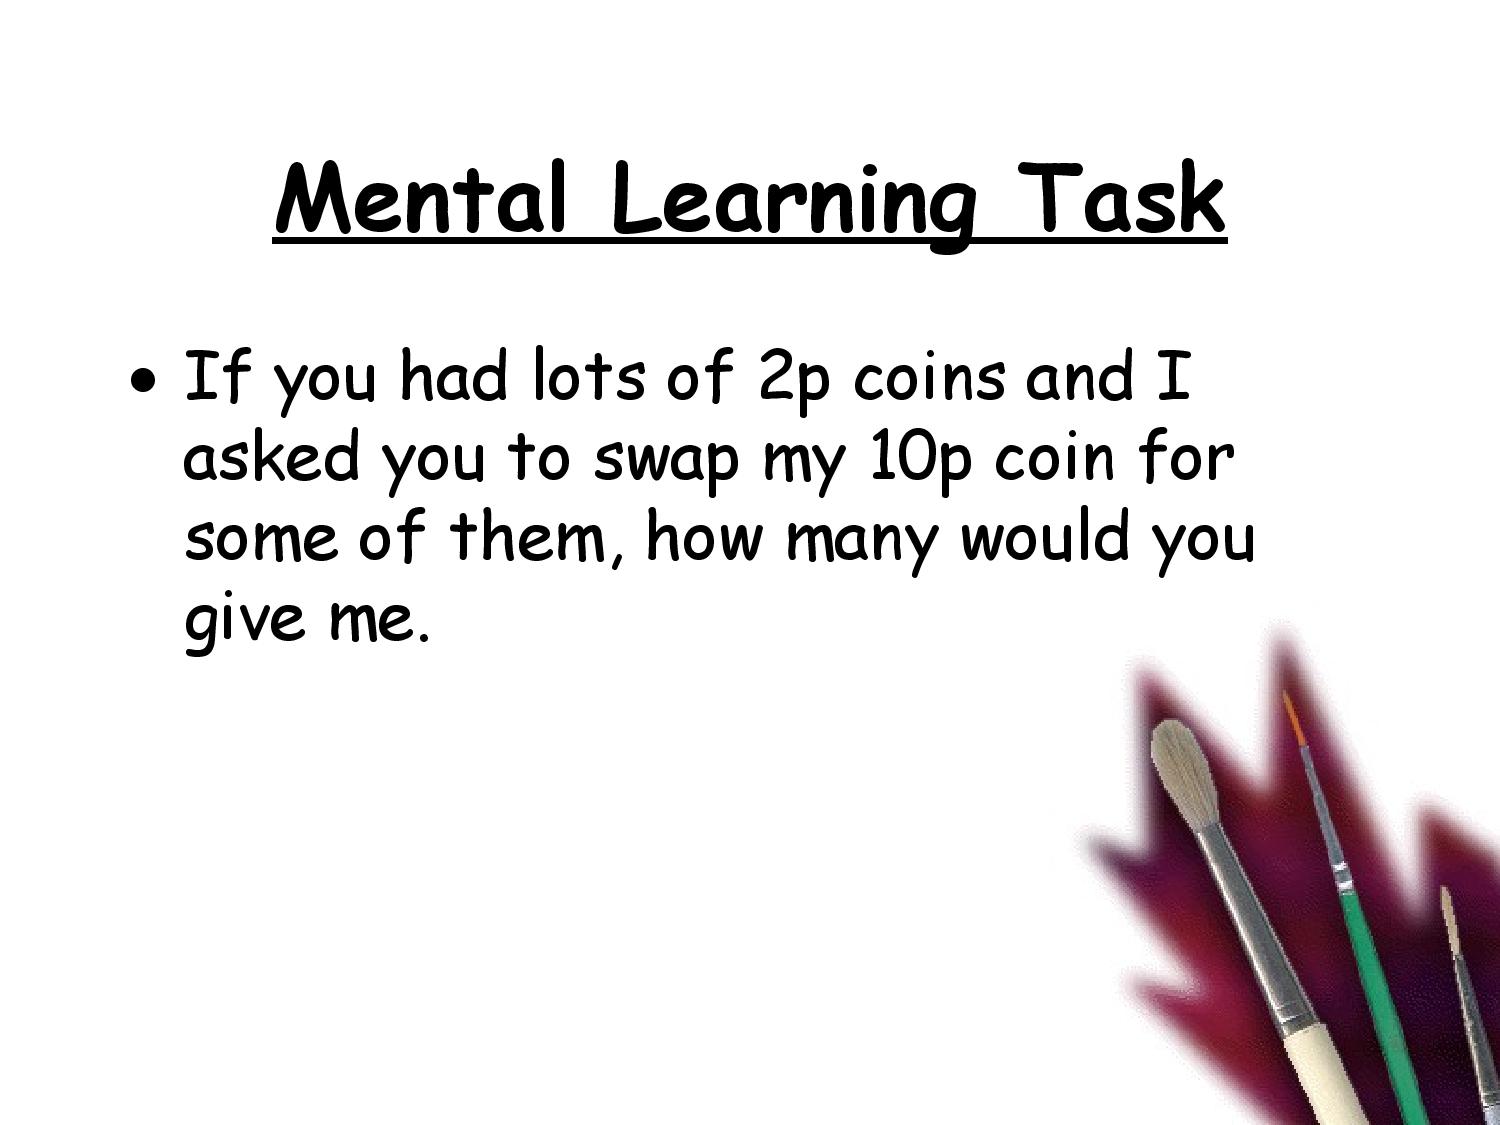 Mental Learning Task
• If you had lots of 2p coins and I
asked you to swap my 10p coin for
some of them, how many would you
give me.